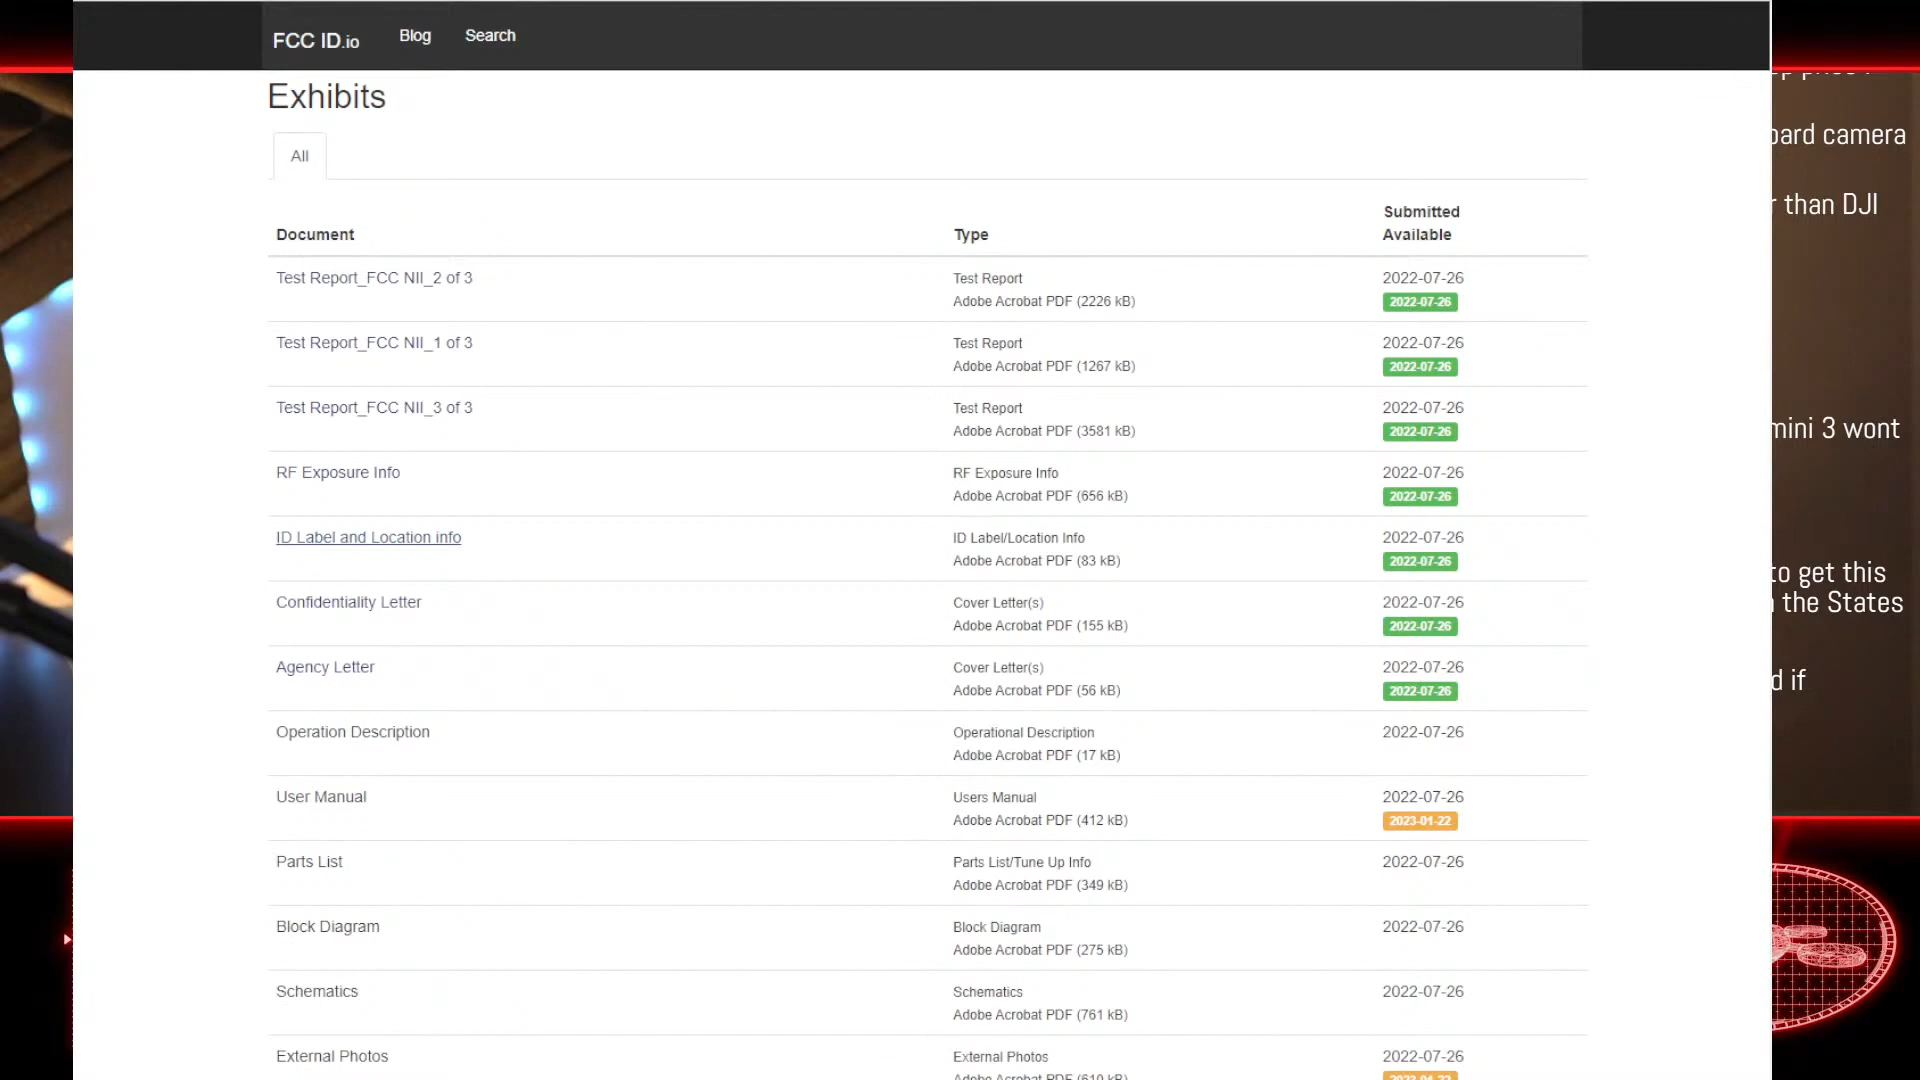 FCC ID.io Blog Search
Exhibits
All
Document Type Submitted Available
Test Report_FCC NII_2 of 3 Test Report 2022-07-26
Adobe Acrobat PDF (2226 kB) 2022-07-26
Test Report_FCC NII_1 of 3 Test Report 2022-07-26
Adobe Acrobat PDF (1267 kB) 2022-07-26
Test Report_FCC NII_3 of 3 Test Report 2022-07-26
Adobe Acrobat PDF (3581 kB) 2022-07-26
RF Exposure Info RF Exposure Info 2022-07-26
Adobe Acrobat PDF (656 kB) 2022-07-26
ID Label and Location info ID Label/Location Info 2022-07-26
Adobe Acrobat PDF (83 kB) 2022-07-26
Confidentiality Letter Cover Letter(s) 2022-07-26
Adobe Acrobat PDF (155 kB) 2022-07-26
Agency Letter Cover Letter(s) 2022-07-26
Adobe Acrobat PDF (56 kB) 2022-07-26
Operation Description Operational Description 2022-07-26
Adobe Acrobat PDF (17 kB)
User Manual Users Manual 2022-07-26
Adobe Acrobat PDF (412 kB) 2023-01-22
Parts List Parts List/Tune Up Info 2022-07-26
Adobe Acrobat PDF (349 kB)
Block Diagram Block Diagram 2022-07-26
Adobe Acrobat PDF (275 kB)
Schematics Schematics 2022-07-26
Adobe Acrobat PDF (761 kB)
External Photos External Photos 2022-07-26
Adobe Acrobat PDF (610 kB) 2023-01-22
camera
than DJI
mini 3 wont
to get this
the States
if